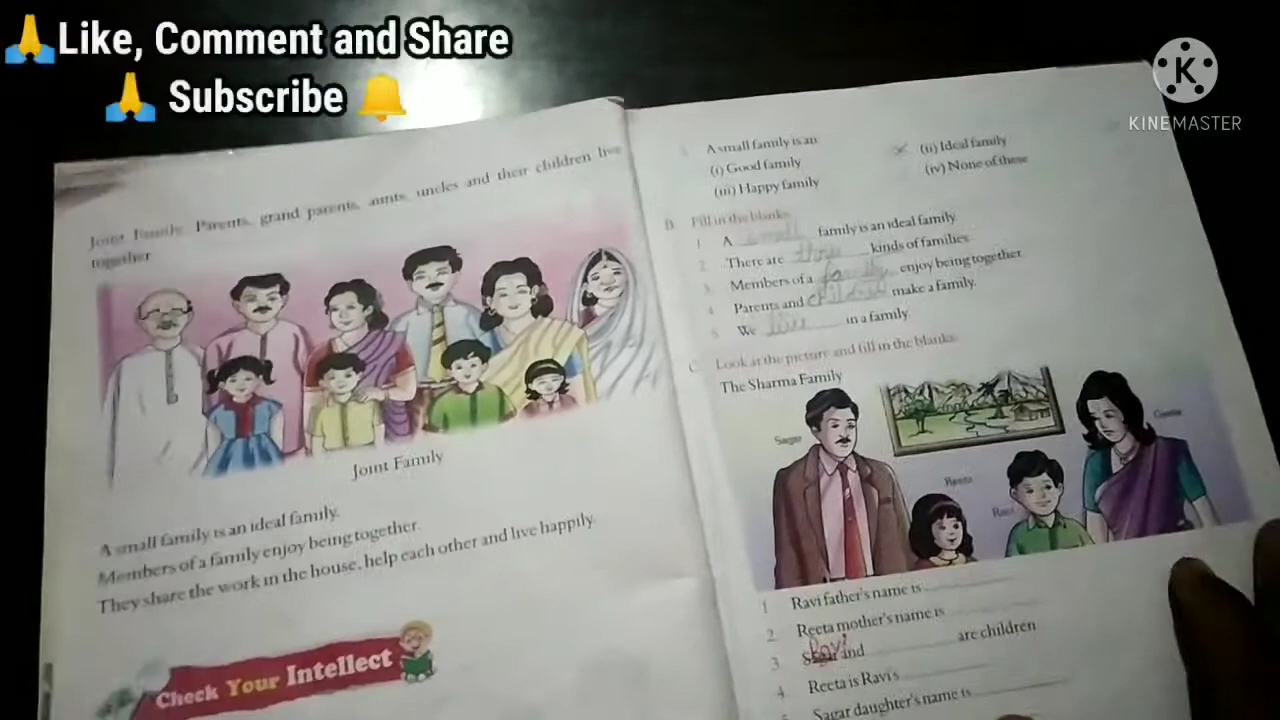 🙏Like, Comment and Share
🙏 Subscribe 🔔
K
KINEMASTER
Joint Family: Parents, grand parents, aunts, uncles and their children live
together
Joint Family
A small family is an ideal family.
Members of a family enjoy being together.
They share the work in the house, help each other and live happily.
Check Your Intellect
A small family is an
(i) Good family
(ii) Ideal family
(iii) Happy family
(iv) None of these
B. Fill in the blanks
1 A small family is an ideal family.
2 There are three kinds of families
3 Members of a family enjoy being together
4 Parents and children make a family.
5 We live in a family
C. Look at the picture and fill in the blanks
The Sharma Family
Sagar
Reeta
Ravi
1 Ravi father's name is
2. Reeta mother's name is
3 Sagar Ravi and are children
4 Reeta is Ravi's
Sagar daughter's name is